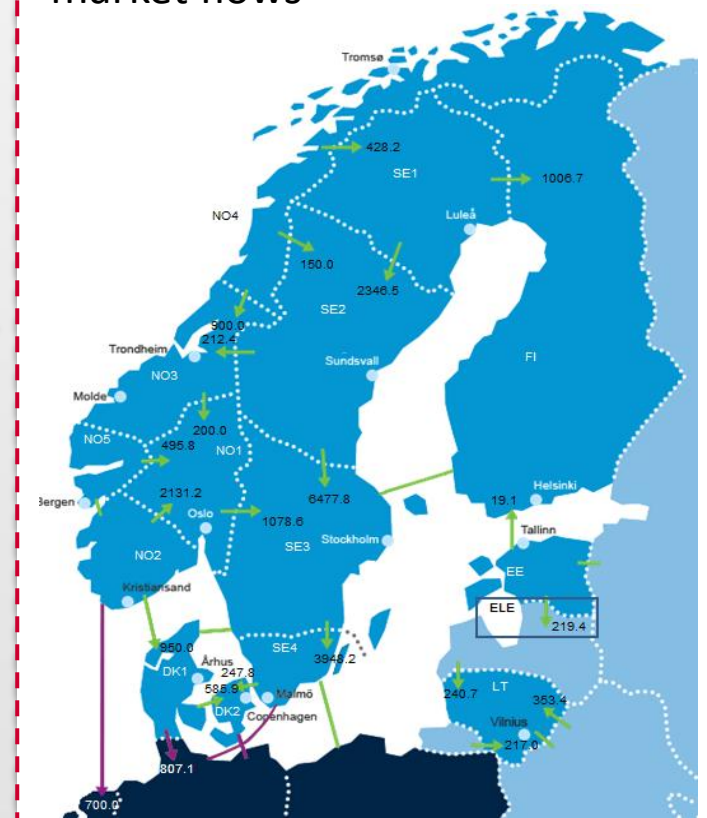 market flows
Tromsø
428.2
SE1
1006.7
NO4
Luleå
150.0
2346.5
SE2
900.0
212.4
Trondheim
FI
NO3
Sundsvall
Molde
200.0
NO5
495.8
NO1
2131.2
6477.8
Helsinki
19.1
Bergen
Oslo
1078.6
Tallinn
Stockholm
SE3
NO2
EE
Kristiansand
ELE
219.4
950.0
SE4
3948.2
Århus
DK1
247.8
585.9
LT
240.7
353.4
Malmö
DK2
Copenhagen
Vilnius
217.0
807.1
700.0